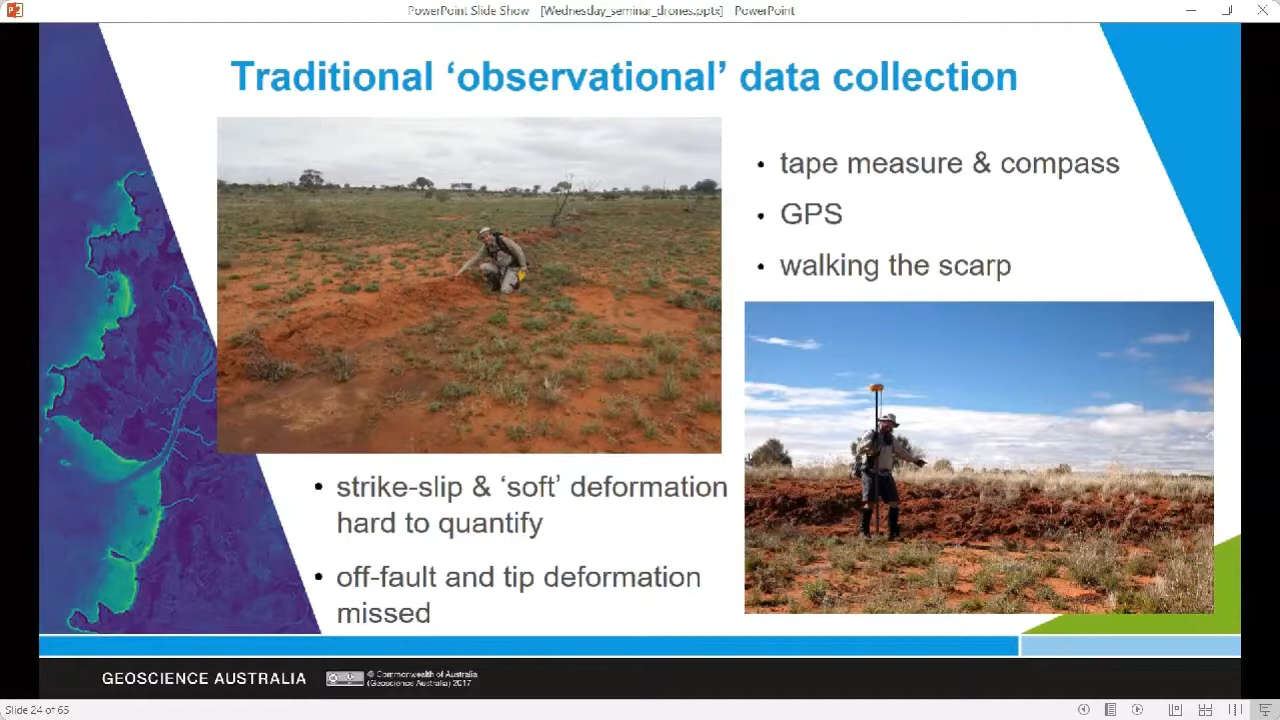 PowerPoint Slide Show - [Wednesday_seminar_drones.pptx] - PowerPoint
Traditional ‘observational’ data collection
• tape measure & compass
• GPS
• walking the scarp
• strike-slip & ‘soft’ deformation
hard to quantify
• off-fault and tip deformation
missed
GEOSCIENCE AUSTRALIA
© Commonwealth of Australia
(Geoscience Australia) 2017
Slide 24 of 65